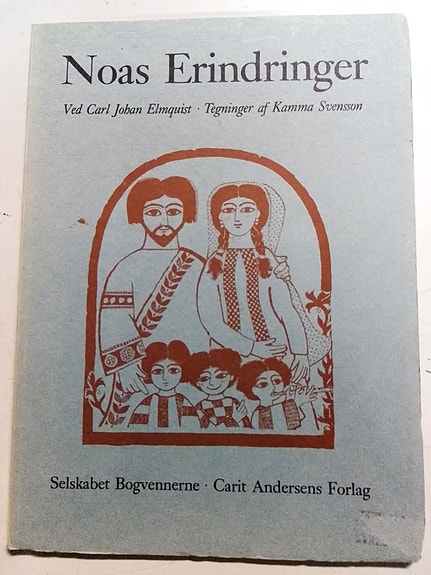 Noas Erindringer
Ved Carl Johan Elmquist · Tegninger af Kamma Svensson
Selskabet Bogvennerne · Carit Andersens Forlag